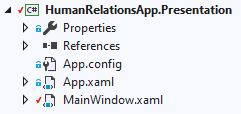 C# HumanRelationsApp.Presentation
Properties
References
App.config
App.xaml
MainWindow.xaml